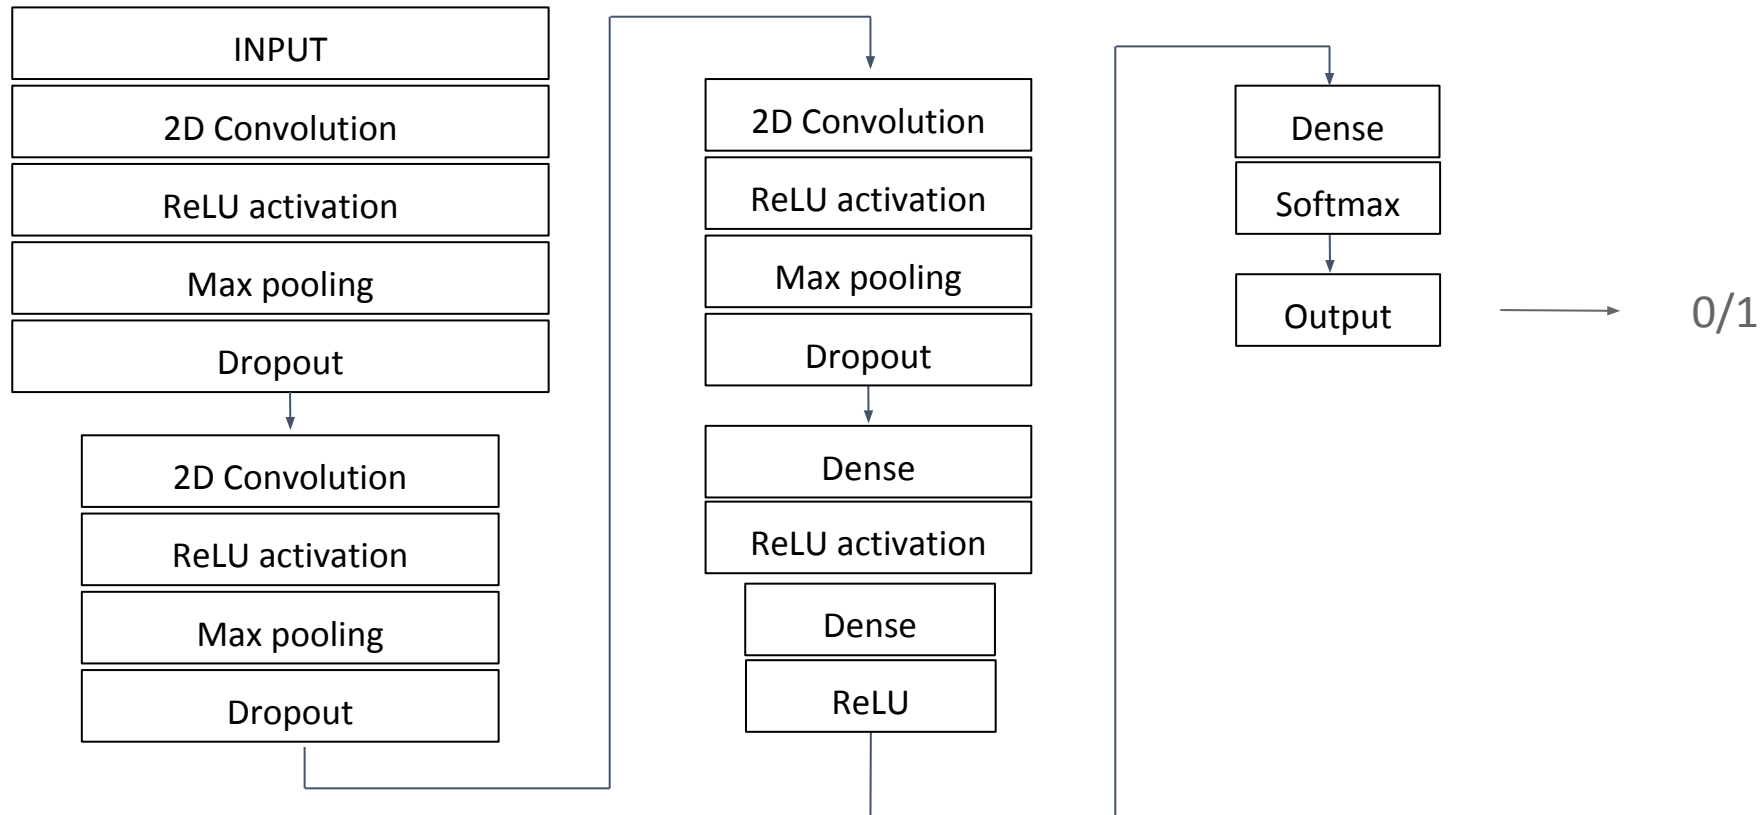 INPUT
2D Convolution
ReLU activation
Max pooling
Dropout
2D Convolution
ReLU activation
Max pooling
Dropout
2D Convolution
ReLU activation
Max pooling
Dropout
Dense
ReLU activation
Dense
ReLU
Dense
Softmax
Output
0/1